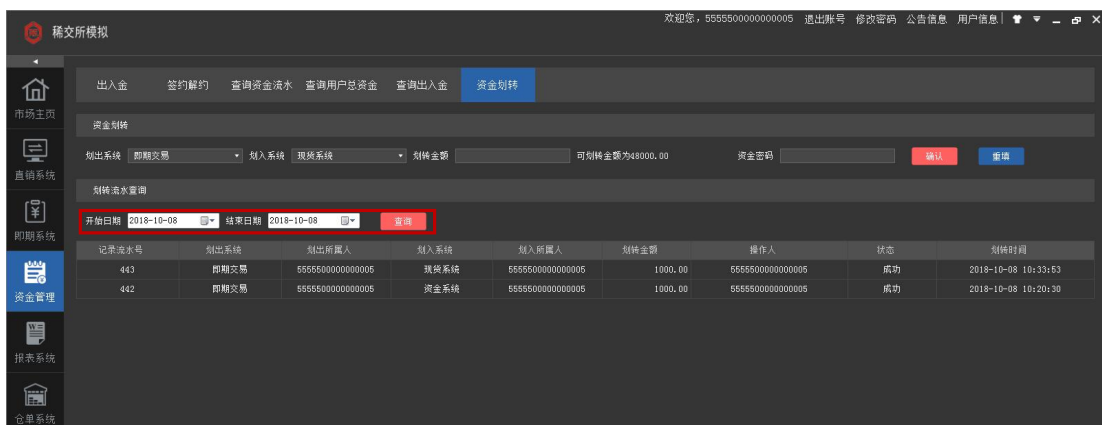 欢迎您，5555500000000005 退出账号 修改密码 公告信息 用户信息
稀交所模拟
出入金 签约解约 查询资金流水 查询用户总资金 查询出入金 资金划转
市场主页
资金划转
划出系统 即期交易 划入系统 现货系统 划转金额 可划转金额为48000.00 资金密码 确认 重填
直销系统
划转流水查询
开始日期 2018-10-08 结束日期 2018-10-08 查询
即期系统
记录流水号 划出系统 划出所属人 划入系统 划入所属人 划转金额 操作人 状态 划转时间
443 即期交易 5555500000000005 现货系统 5555500000000005 1000.00 5555500000000005 成功 2018-10-08 10:33:53
442 即期交易 5555500000000005 资金系统 5555500000000005 1000.00 5555500000000005 成功 2018-10-08 10:20:30
资金管理
报表系统
仓单系统